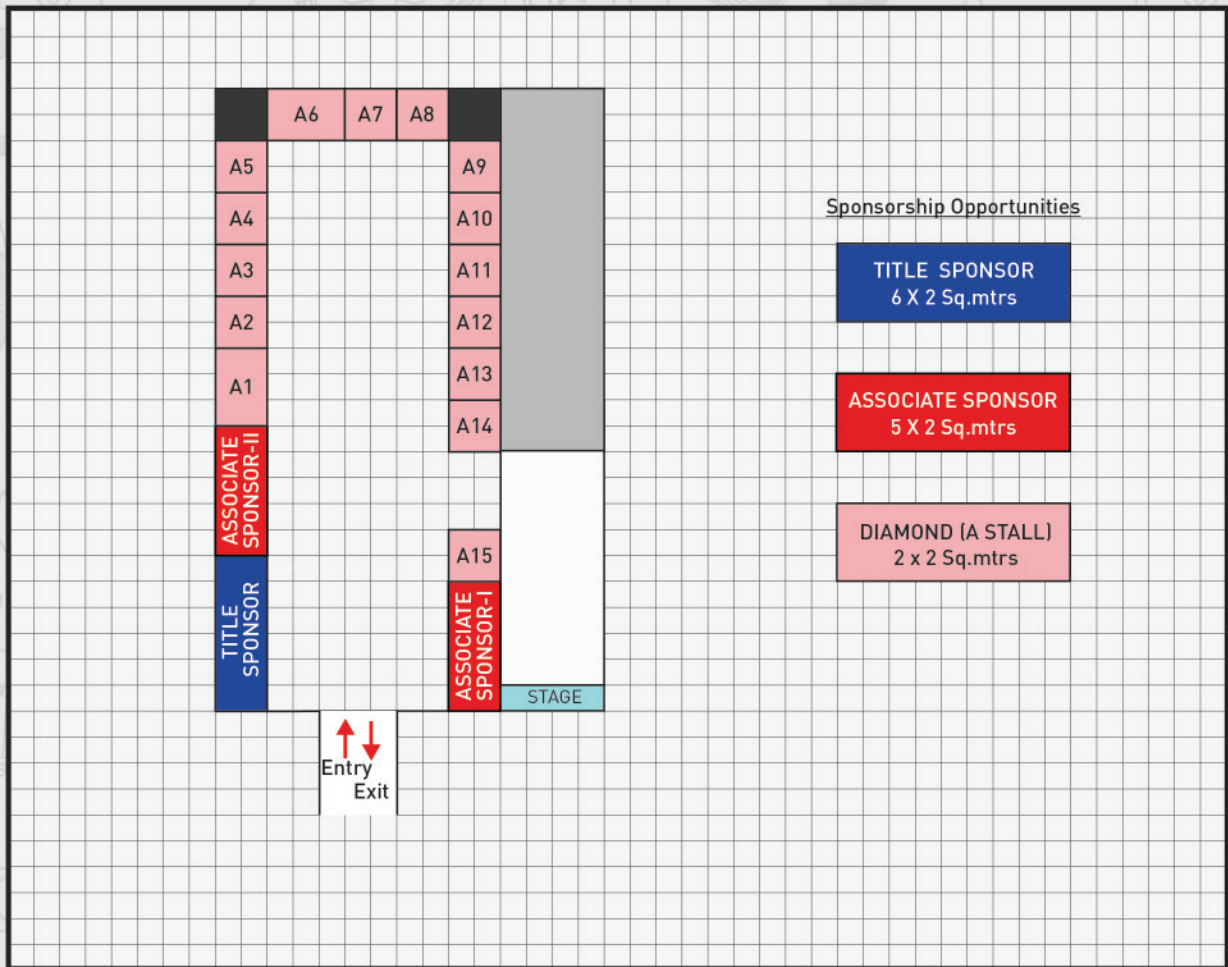 A6 A7 A8
A5
A4
A3
A2
A1
ASSOCIATE
SPONSOR-II
TITLE
SPONSOR
A9
A10
A11
A12
A13
A14
A15
ASSOCIATE
SPONSOR-I
STAGE
Entry
Exit
Sponsorship Opportunities
TITLE SPONSOR
6 X 2 Sq.mtrs
ASSOCIATE SPONSOR
5 X 2 Sq.mtrs
DIAMOND (A STALL)
2 x 2 Sq.mtrs